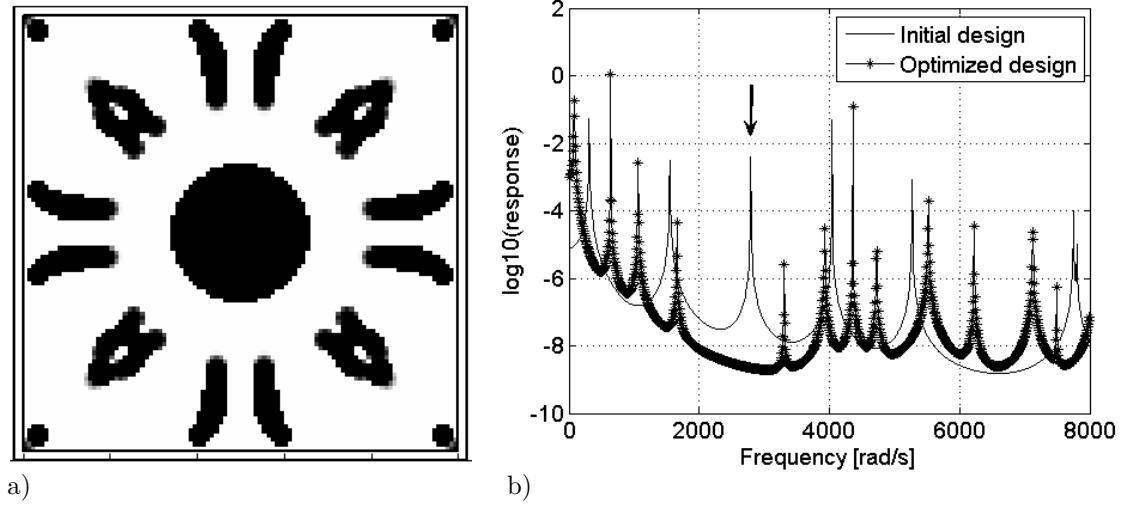 2
0
-2
-4
-6
-8
-10
log10(response)
Initial design
Optimized design
0 2000 4000 6000 8000
Frequency [rad/s]
a) b)